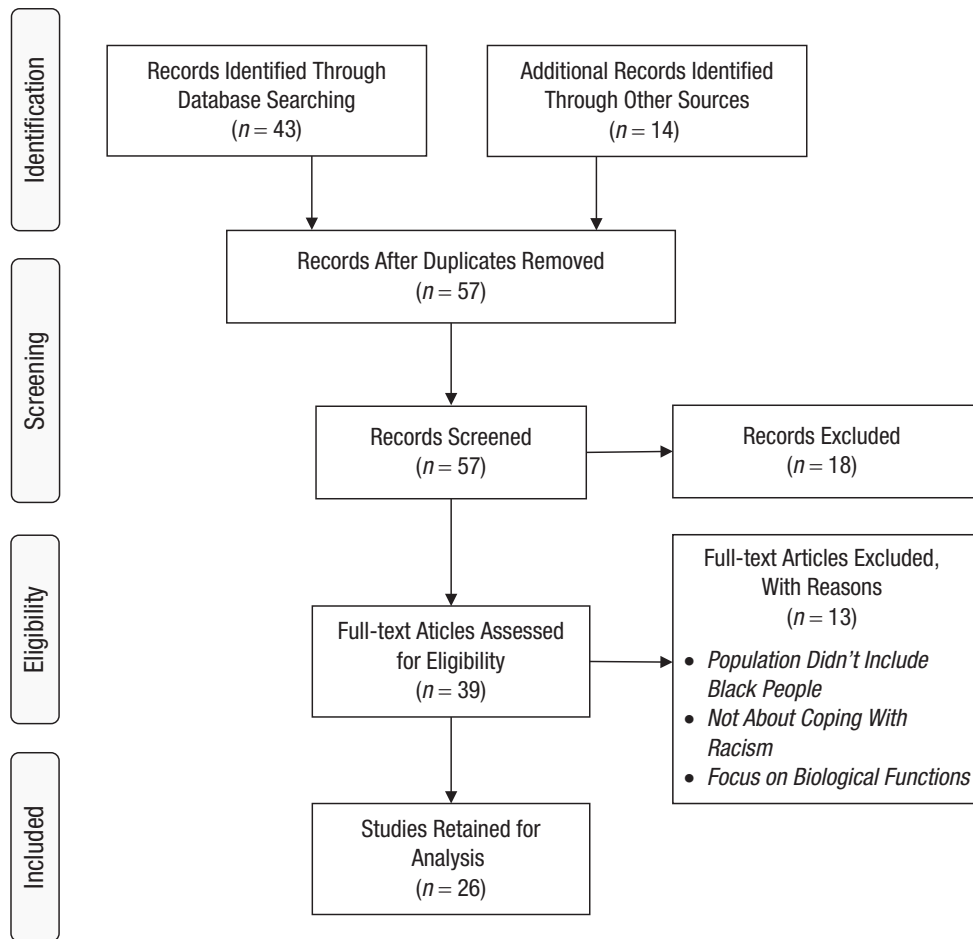 Identification
Records Identified Through
Database Searching
(n = 43)
Additional Records Identified
Through Other Sources
(n = 14)
Screening
Records After Duplicates Removed
(n = 57)
Records Screened
(n = 57)
Records Excluded
(n = 18)
Eligibility
Full-text Aticles Assessed
for Eligibility
(n = 39)
Full-text Articles Excluded,
With Reasons
(n = 13)
• Population Didn't Include
Black People
• Not About Coping With
Racism
• Focus on Biological Functions
Included
Studies Retained for
Analysis
(n = 26)